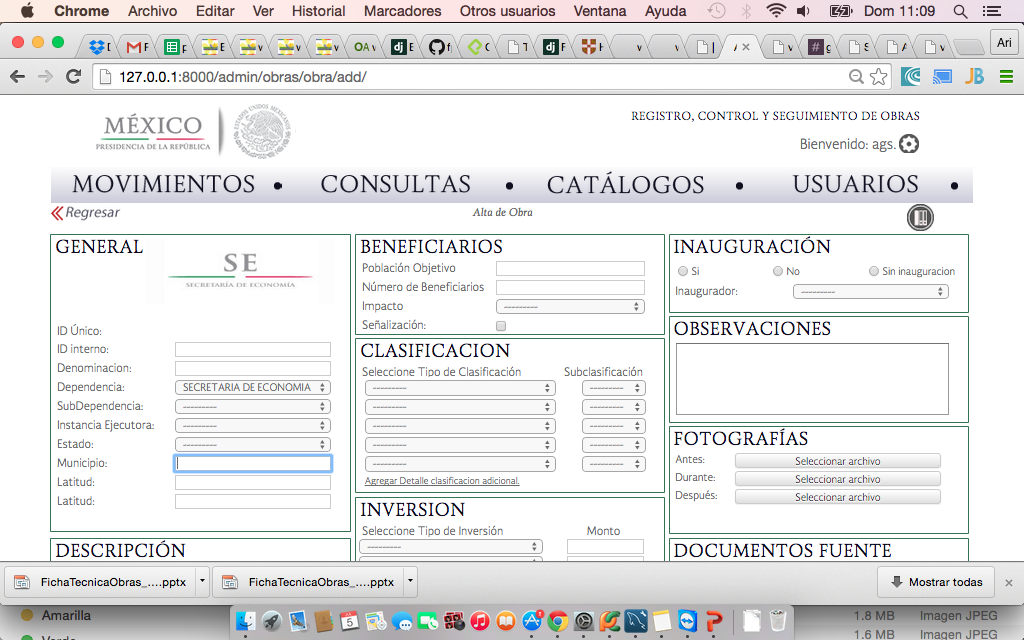 Chrome Archivo Editar Ver Historial Marcadores Otros usuarios Ventana Ayuda Dom 11:09
Ari
127.0.0.1:8000/admin/obras/obra/add/
MÉXICO
PRESIDENCIA DE LA REPÚBLICA
ESTADOS UNIDOS MEXICANOS
REGISTRO, CONTROL Y SEGUIMIENTO DE OBRAS
Bienvenido: ags.
MOVIMIENTOS • CONSULTAS • CATÁLOGOS • USUARIOS •
Regresar
Alta de Obra
GENERAL
SE
SECRETARÍA DE ECONOMÍA
ID Único:
ID interno:
Denominacion:
Dependencia: SECRETARIA DE ECONOMIA
SubDependencia: ---------
Instancia Ejecutora: ---------
Estado: ---------
Municipio:
Latitud:
Latitud:
DESCRIPCIÓN
BENEFICIARIOS
Población Objetivo
Número de Beneficiarios
Impacto ---------
Señalización:
CLASIFICACION
Seleccione Tipo de Clasificación Subclasificación
--------- ---------
--------- ---------
--------- ---------
--------- ---------
--------- ---------
Agregar Detalle clasificacion adicional.
INVERSION
Seleccione Tipo de Inversión Monto
---------
INAUGURACIÓN
Si No Sin inauguracion
Inaugurador: ---------
OBSERVACIONES
FOTOGRAFÍAS
Antes: Seleccionar archivo
Durante: Seleccionar archivo
Después: Seleccionar archivo
DOCUMENTOS FUENTE
FichaTecnicaObras_....pptx FichaTecnicaObras_....pptx Mostrar todas
Amarilla 1.8 MB Imagen JPEG
Verde 1.6 MB Imagen JPEG